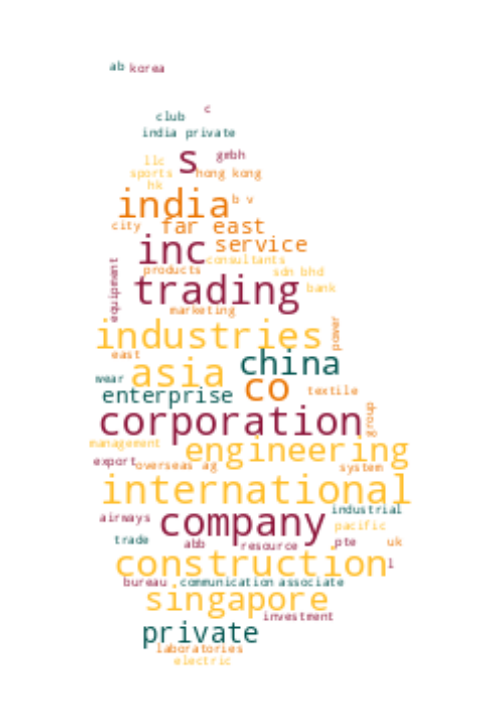 ab korea
c
club
india private
s gmbh
llc
sports hong kong
hk
india b v
city far east
inc service
consultants
products sdn bhd
equipment
trading bank
marketing
industries power
east china
wear asia co textile
enterprise
corporation group
management engineering
export overseas ag system
international
airways company industrial
pacific
trade abb resource pte uk
construction l
bureau communication associate
singapore
investment
private
laboratories
electric